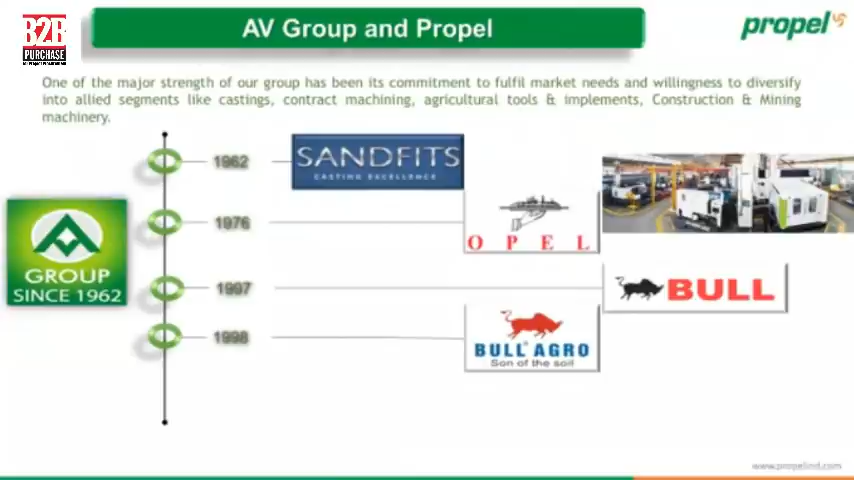 B2B
PURCHASE
AV Group and Propel
propel
One of the major strength of our group has been its commitment to fulfil market needs and willingness to diversify
into allied segments like castings, contract machining, agricultural tools & implements, Construction & Mining
machinery.
1962
SANDFITS
CASTING EXCELLENCE
1976
OPEL
GROUP
SINCE 1962
1997
BULL
1998
BULL AGRO
Son of the soil
www.propelind.com